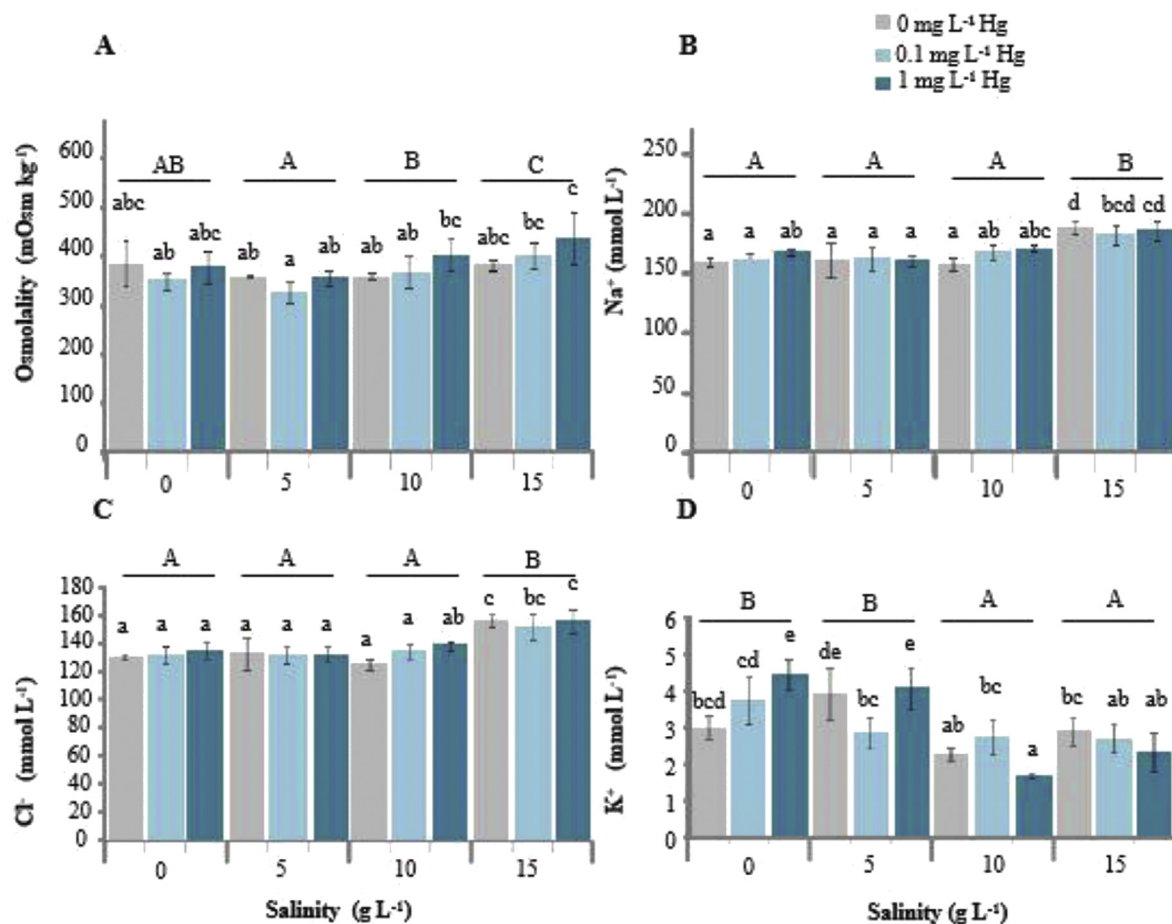 A
B
0 mg L⁻¹ Hg
0.1 mg L⁻¹ Hg
1 mg L⁻¹ Hg
Osmolality (mOsm kg⁻¹)
600
500
400
300
200
100
0
AB A B C
abc ab abc ab a ab ab ab bc abc bc c
0 5 10 15
Na⁺ (nmol L⁻¹)
250
200
150
100
50
0
A A A B
a a ab a a a a ab abc d bcd cd
0 5 10 15
C
D
Cl⁻ (mmol L⁻¹)
180
160
140
120
100
80
60
40
20
0
A A A B
a a a a a a a a ab c bc c
0 5 10 15
Salinity (g L⁻¹)
K⁺ (mmol L⁻¹)
6
5
4
3
2
1
0
B B A A
bcd cd e de bc e ab bc a bc ab ab
0 5 10 15
Salinity (g L⁻¹)